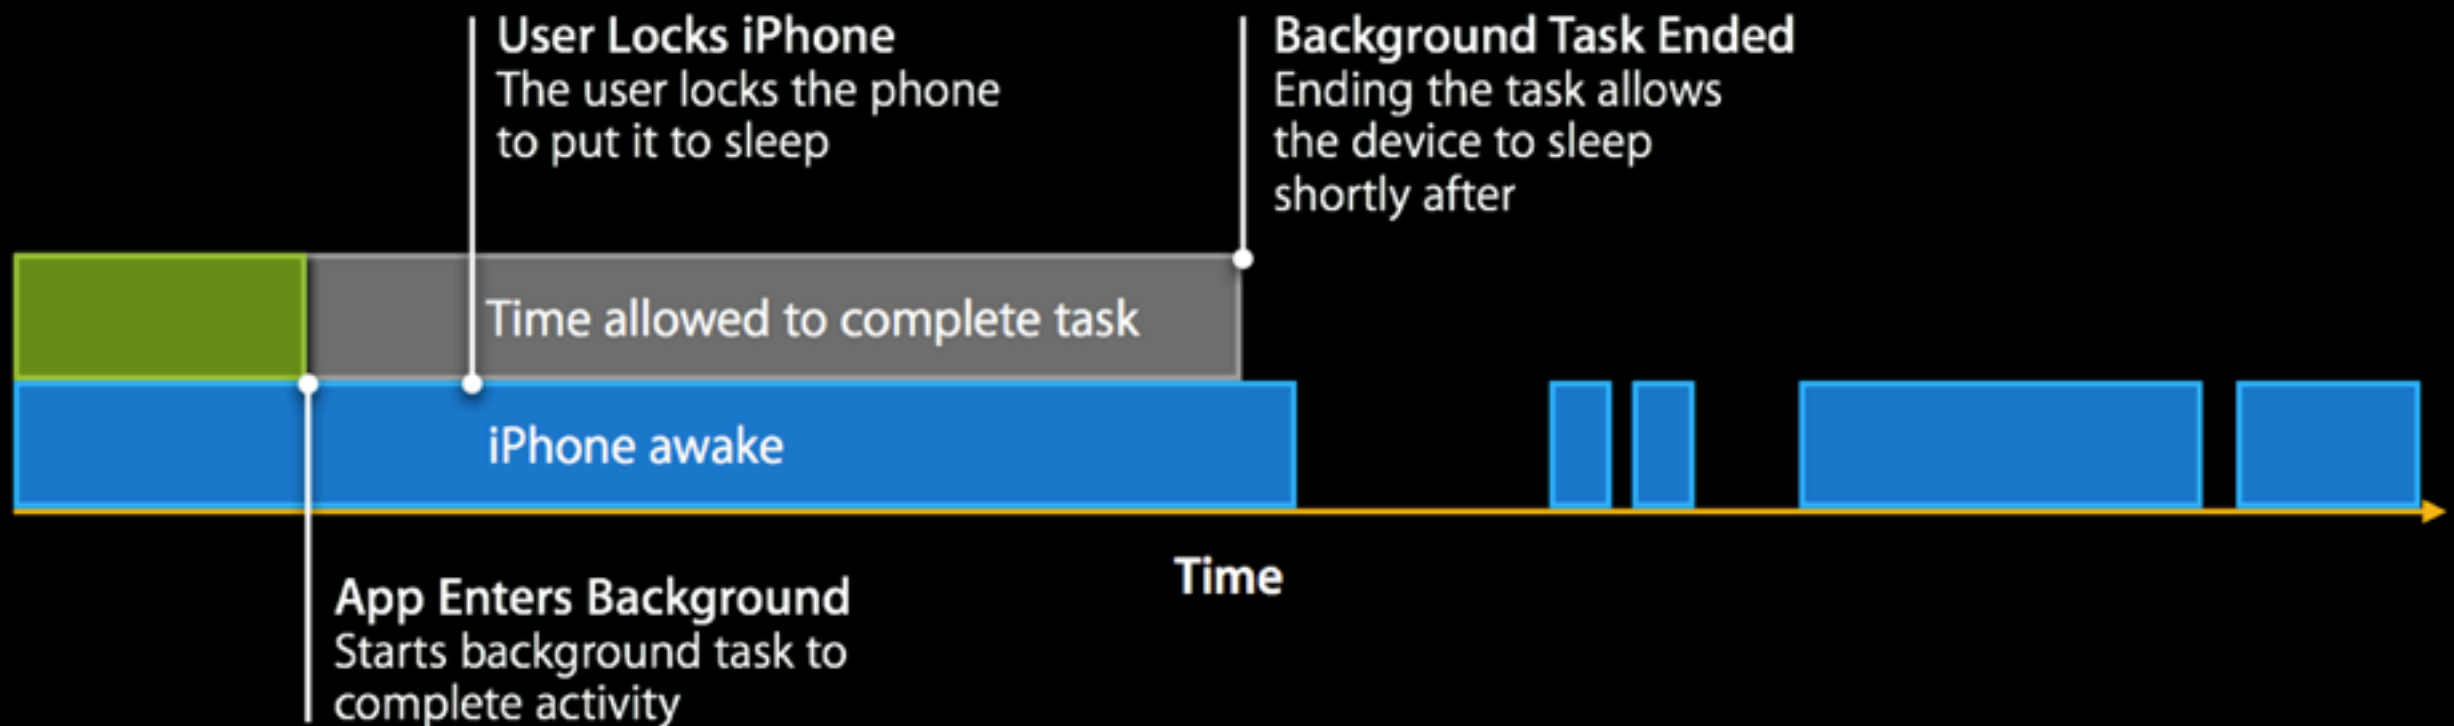 User Locks iPhone
The user locks the phone
to put it to sleep
Background Task Ended
Ending the task allows
the device to sleep
shortly after
Time allowed to complete task
iPhone awake
Time
App Enters Background
Starts background task to
complete activity